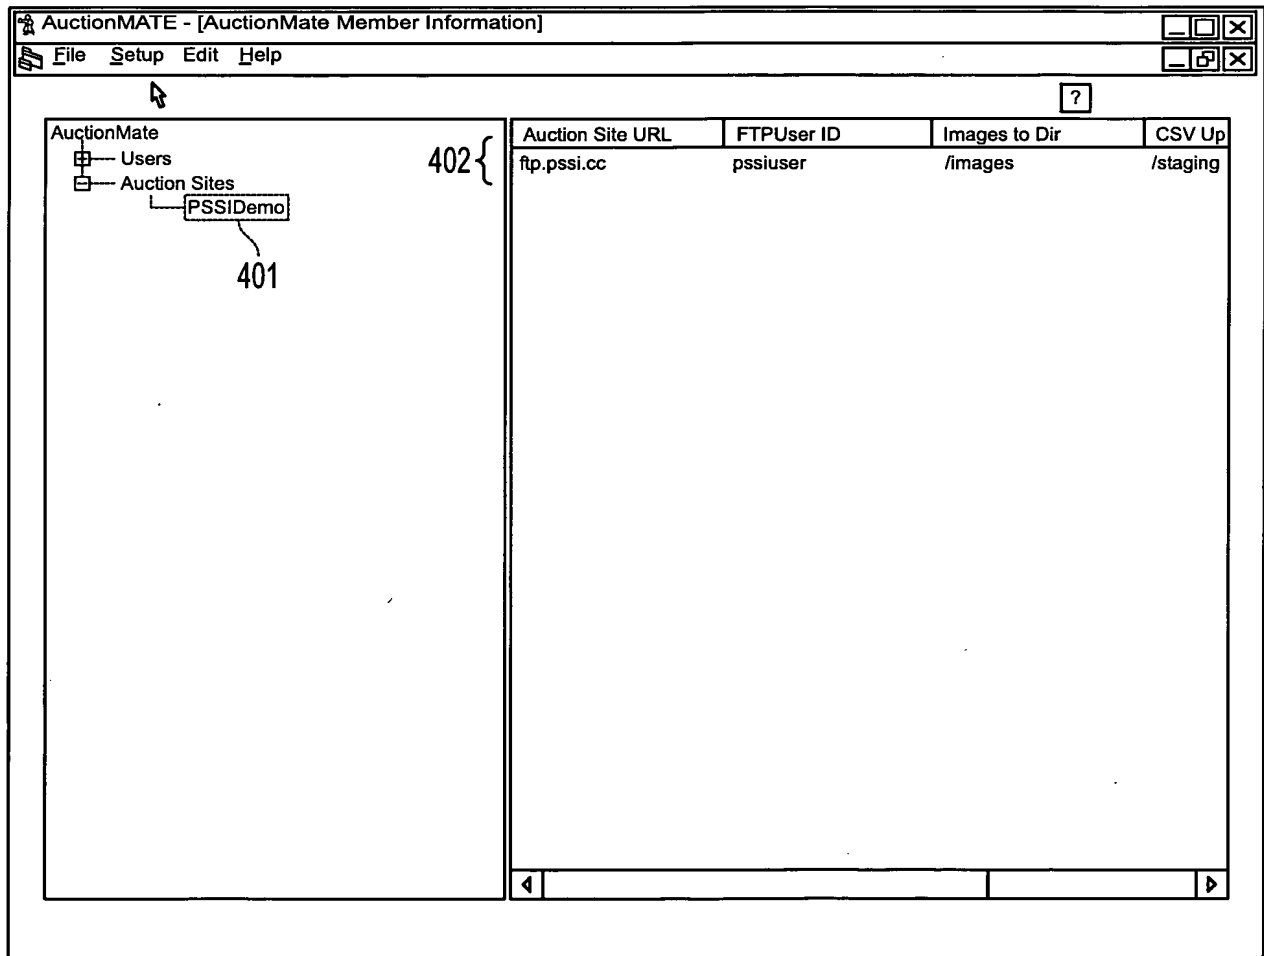 AuctionMATE - [AuctionMate Member Information]
File Setup Edit Help
?
AuctionMate
Users
Auction Sites
PSSIDemo
401
402
Auction Site URL FTPUser ID Images to Dir CSV Up
ftp.pssi.cc pssiuser /images /staging